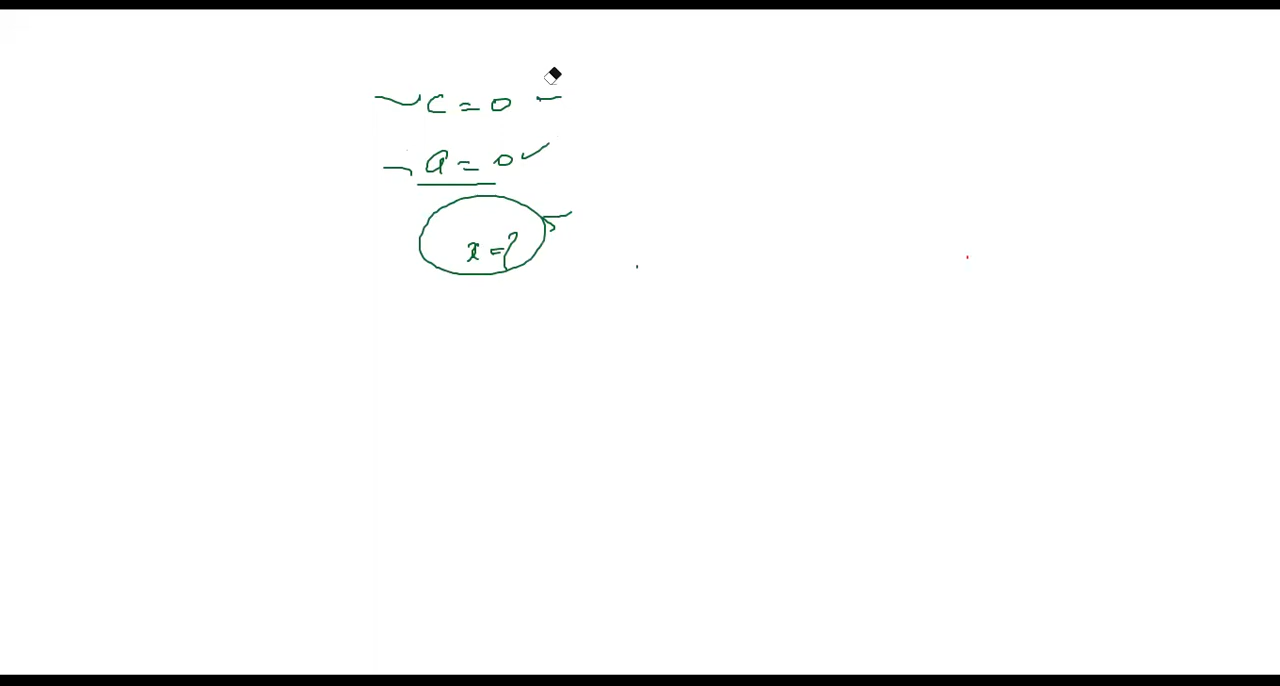 c = 0
a = 0
x = ?